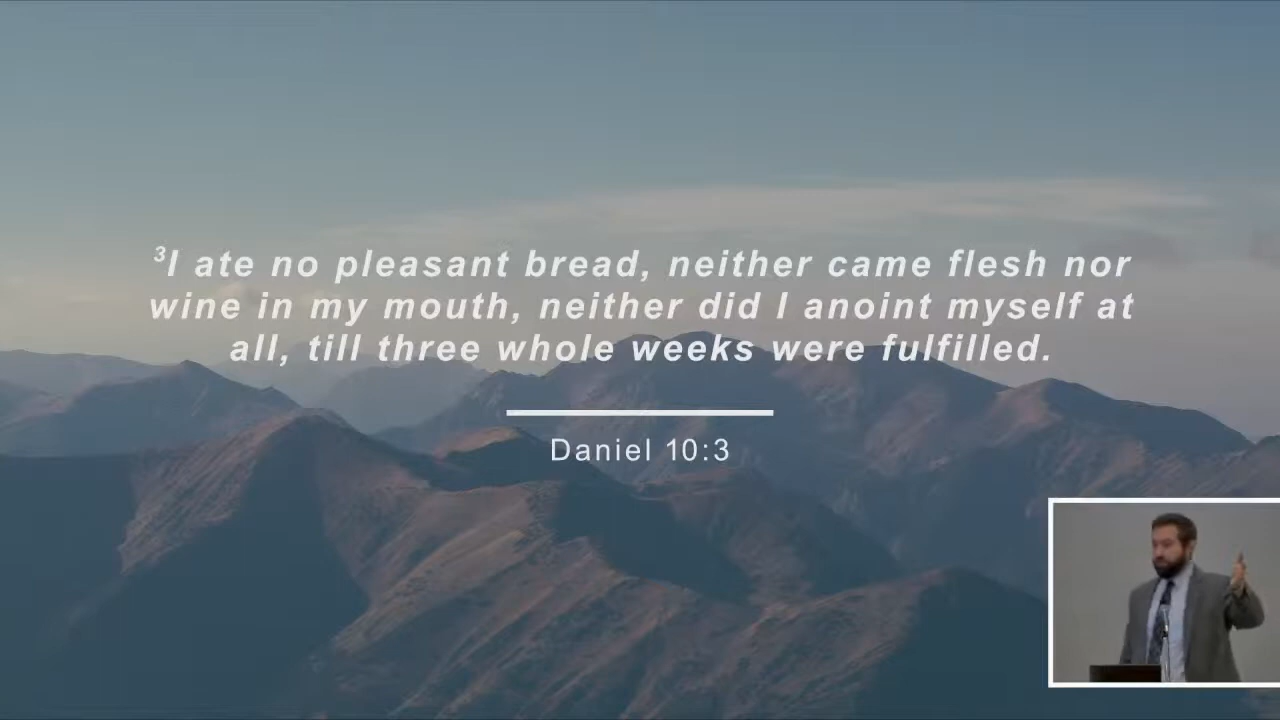 ³I ate no pleasant bread, neither came flesh nor
wine in my mouth, neither did I anoint myself at
all, till three whole weeks were fulfilled.
Daniel 10:3